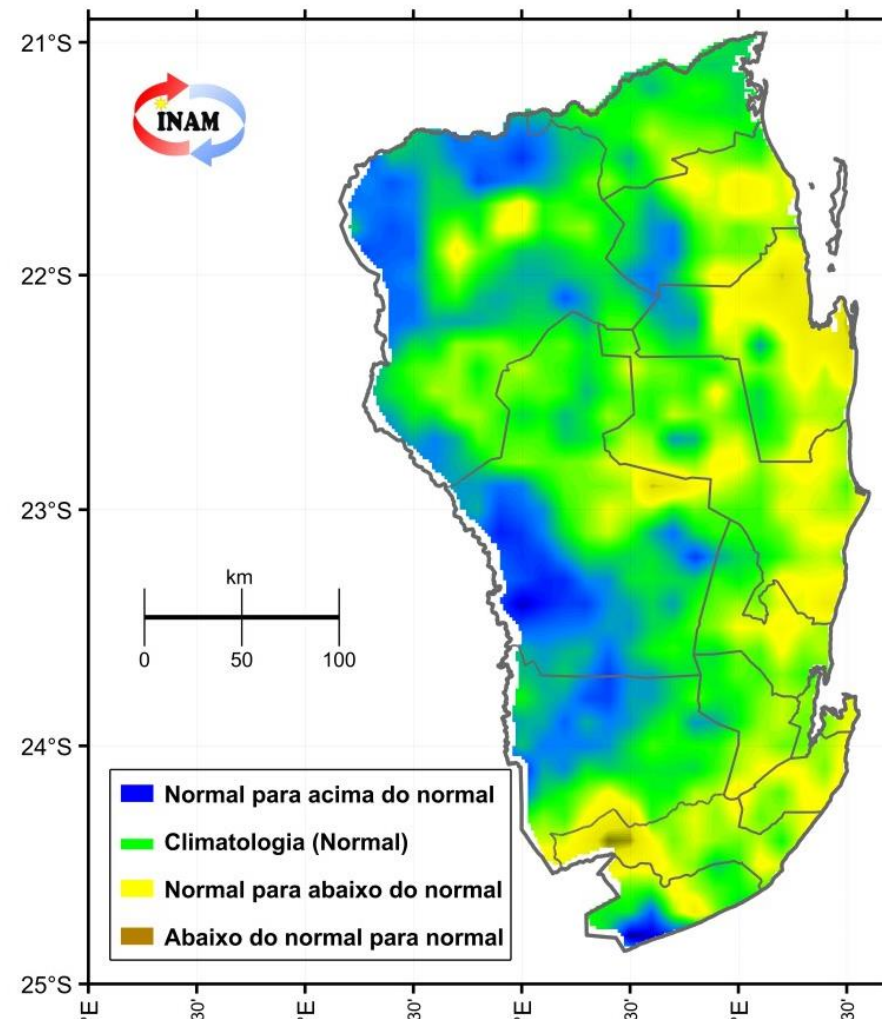 21°S
INAM
22°S
23°S
km
0 50 100
24°S
Normal para acima do normal
Climatologia (Normal)
Normal para abaixo do normal
Abaixo do normal para normal
25°S
°E 30' °E 30' °E 30' °E 30'